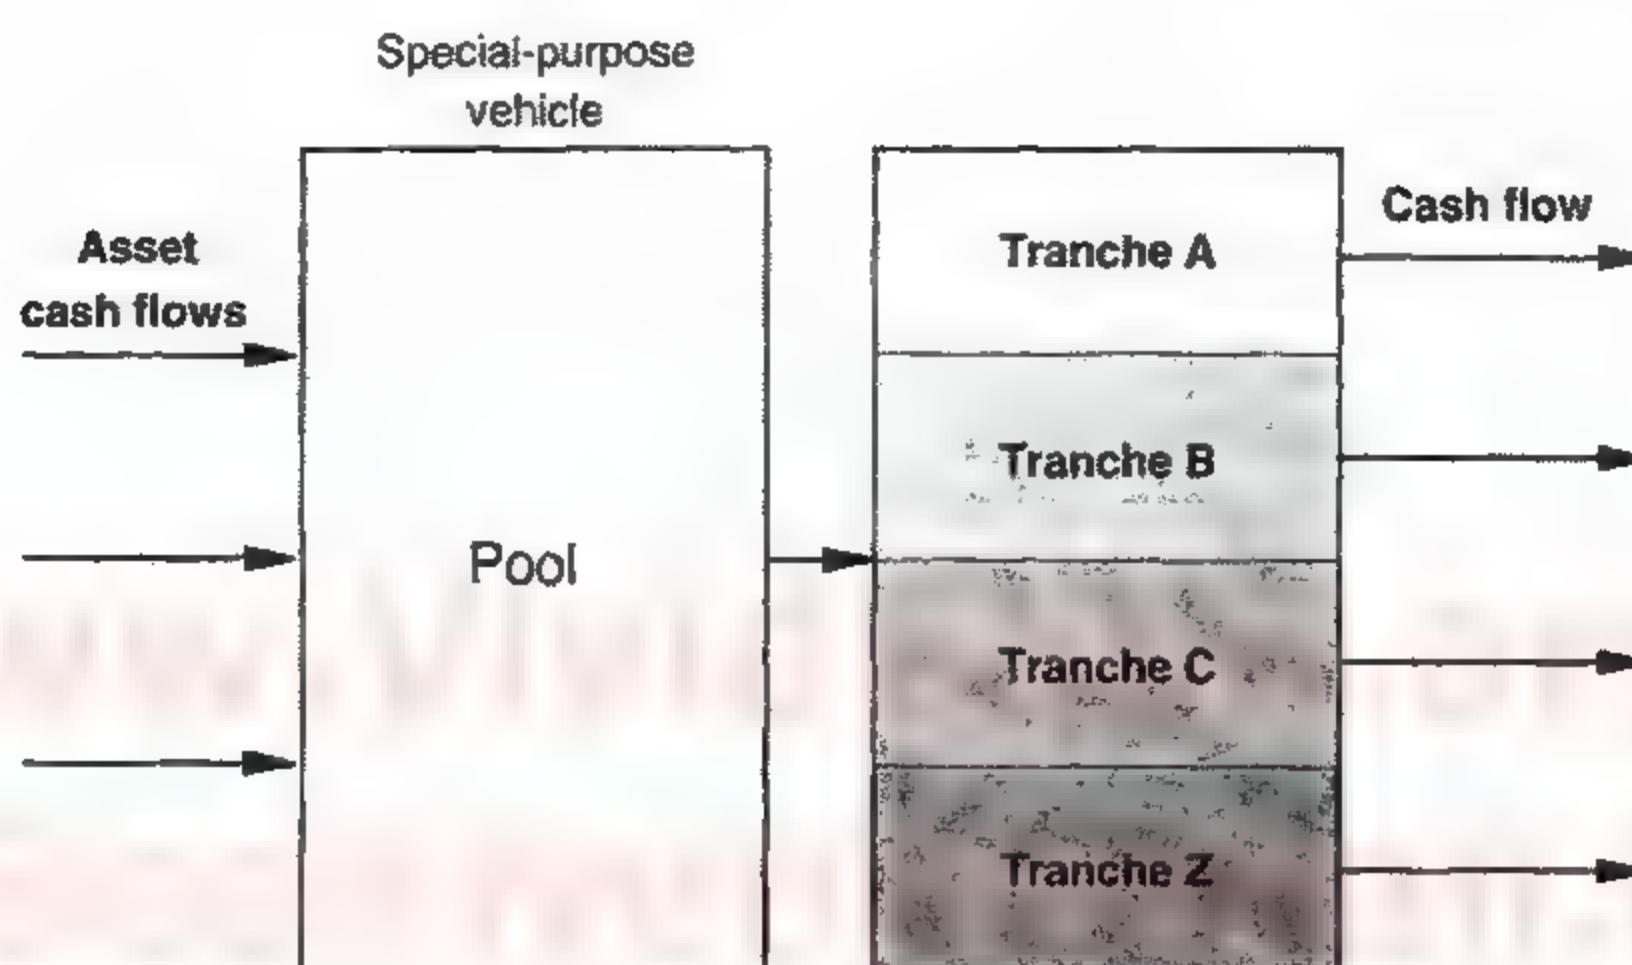 Special-purpose
vehicle
Asset
cash flows
Pool
Tranche A
Tranche B
Tranche C
Tranche Z
Cash flow